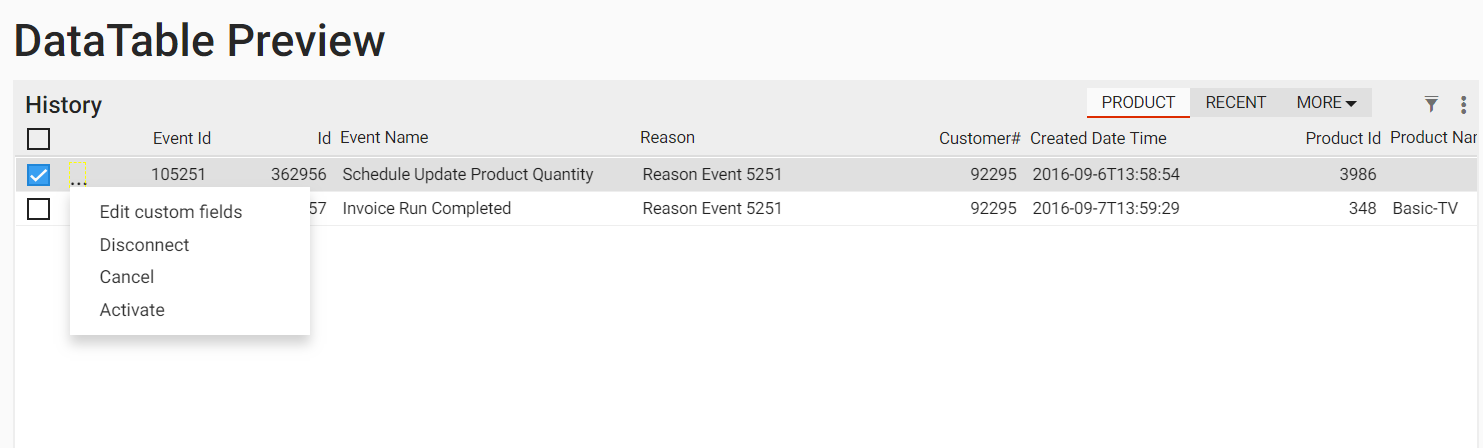 DataTable Preview
History PRODUCT RECENT MORE
Event Id Id Event Name Reason Customer# Created Date Time Product Id Product Nan
... 105251 362956 Schedule Update Product Quantity Reason Event 5251 92295 2016-09-6T13:58:54 3986
57 Invoice Run Completed Reason Event 5251 92295 2016-09-7T13:59:29 348 Basic-TV
Edit custom fields
Disconnect
Cancel
Activate